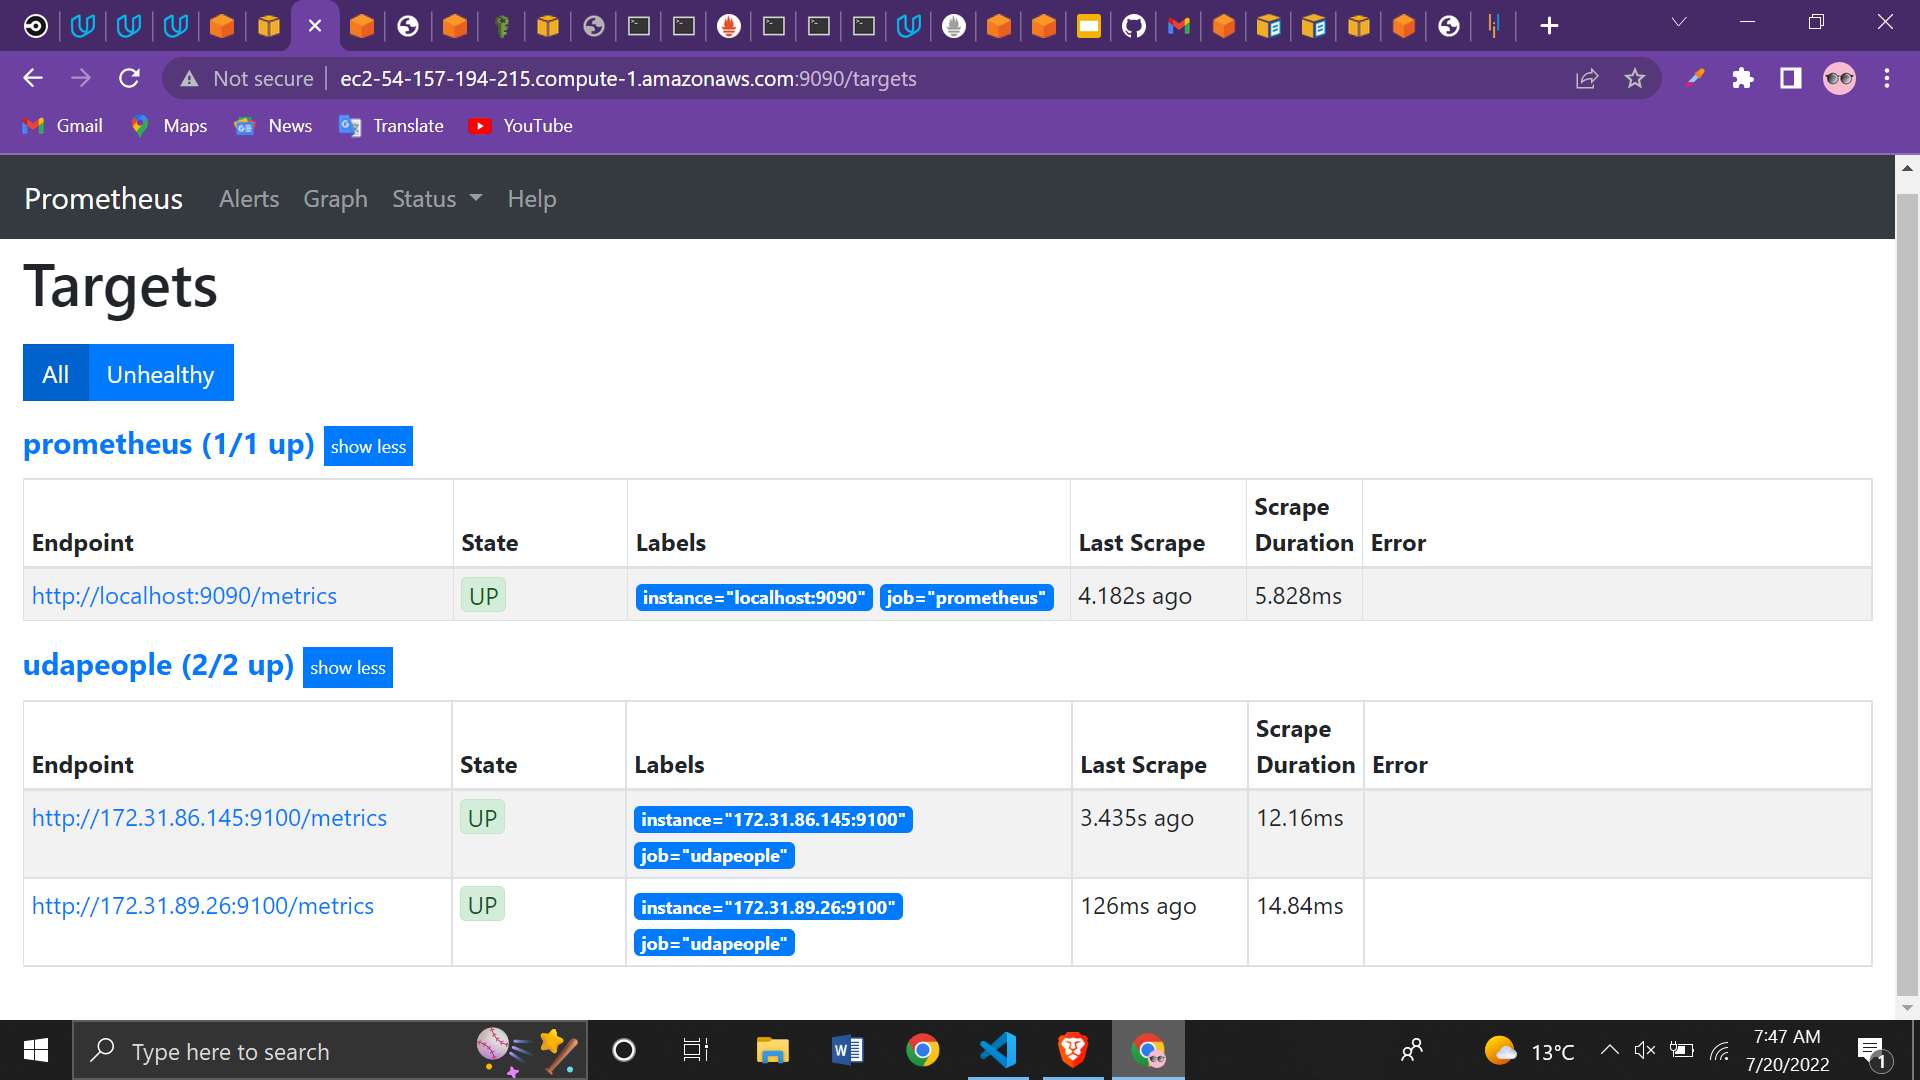 Not secure | ec2-54-157-194-215.compute-1.amazonaws.com:9090/targets
Gmail Maps News Translate YouTube
Prometheus Alerts Graph Status Help
Targets
All Unhealthy
prometheus (1/1 up) show less
Endpoint State Labels Last Scrape Scrape Duration Error
http://localhost:9090/metrics UP instance="localhost:9090" job="prometheus" 4.182s ago 5.828ms
udapeople (2/2 up) show less
Endpoint State Labels Last Scrape Scrape Duration Error
http://172.31.86.145:9100/metrics UP instance="172.31.86.145:9100" 3.435s ago 12.16ms
job="udapeople"
http://172.31.89.26:9100/metrics UP instance="172.31.89.26:9100" 126ms ago 14.84ms
job="udapeople"
Type here to search 13°C 7:47 AM
7/20/2022 1